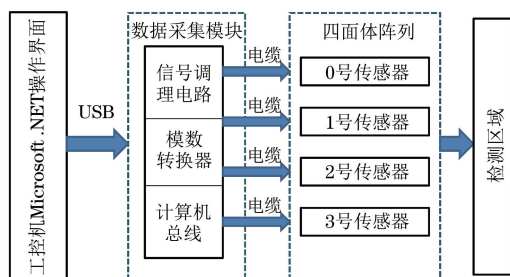 工控机Microsoft .NET操作界面
USB
数据采集模块
信号调
理电路
模数
转换器
计算机
总线
电缆
电缆
电缆
电缆
四面体阵列
0号传感器
1号传感器
2号传感器
3号传感器
检测区域